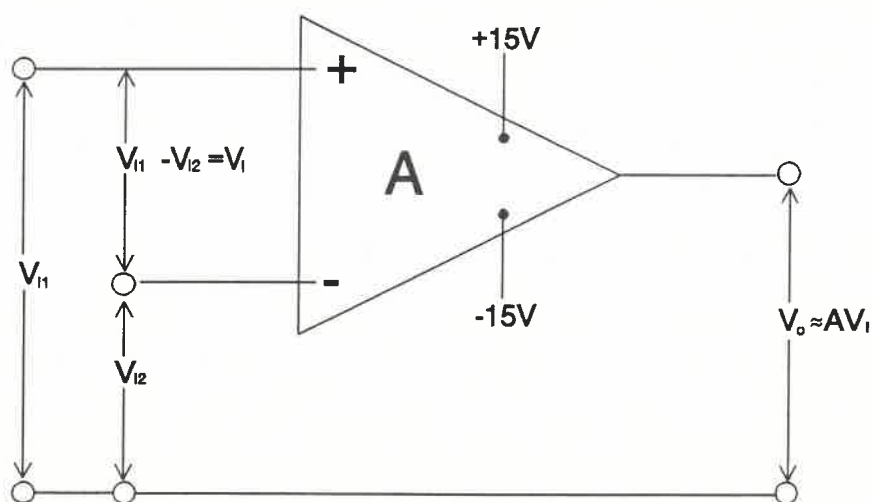 +15V
+
V_I1 -V_I2 =V_I
A
V_I1
-
-15V
V_o ≈AV_I
V_I2